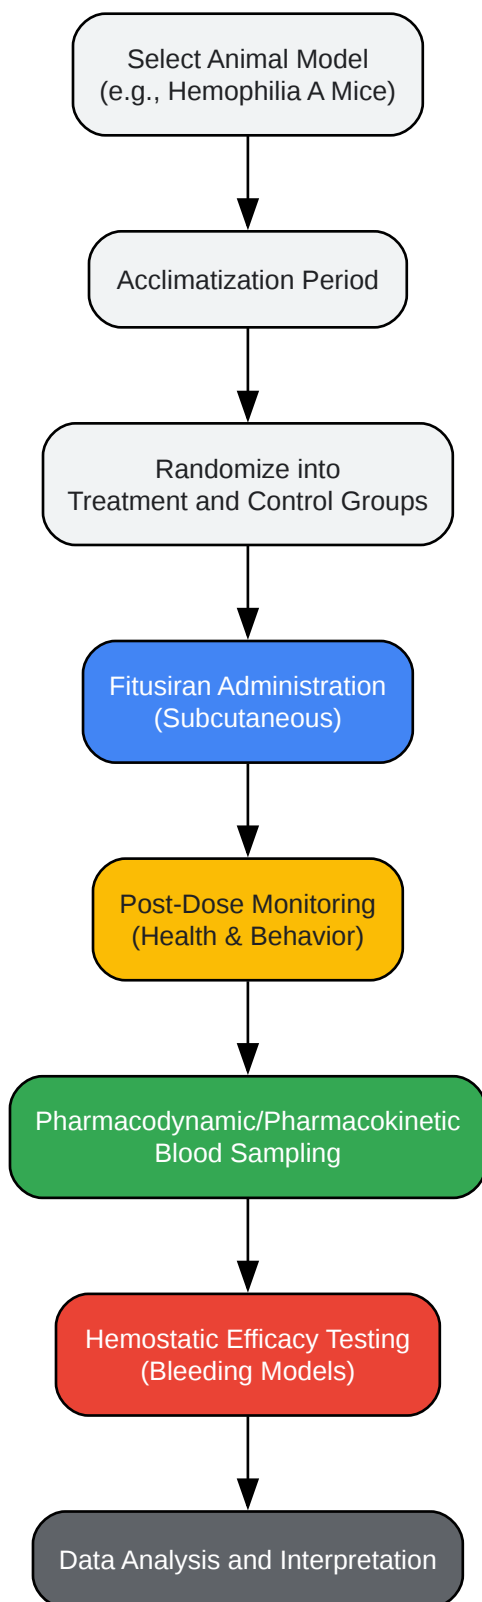 Select Animal Model
(e.g., Hemophilia A Mice)
Acclimatization Period
Randomize into
Treatment and Control Groups
Fitusiran Administration
(Subcutaneous)
Post-Dose Monitoring
(Health & Behavior)
Pharmacodynamic/Pharmacokinetic
Blood Sampling
Hemostatic Efficacy Testing
(Bleeding Models)
Data Analysis and Interpretation